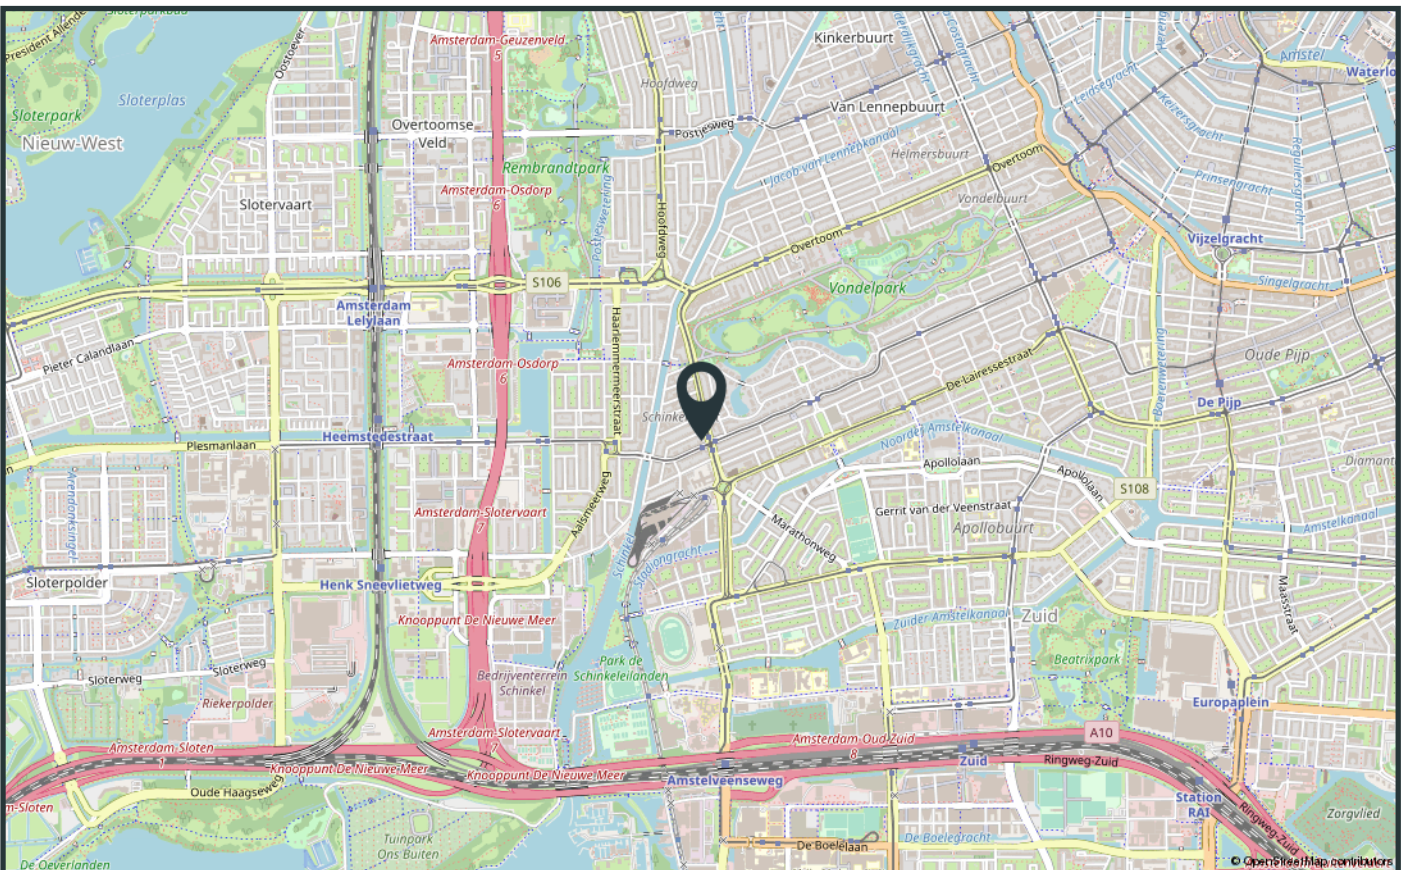 Sloterparkbad
President Allende
Oostoever
Amsterdam-Geuzenveld
5
Kinkerbuurt
Costagracht
Amstel
Waterlo
Sloterplas
Hoofdweg
Sloterpark
Nieuw-West
Overtoomse
Veld
Postjesweg
Van Lennepbuurt
Leidsegracht
Keizersgracht
Jacob van Lennepkanaal
Helmersbuurt
Overtoom
Prinsengracht
Reguliersgracht
Rembrandtpark
Amsterdam-Osdorp
6
Slotervaart
Postjeswetering
Hoofdweg
Vondelbuurt
Overtoom
Vijzelgracht
S106
Vondelpark
Singelgracht
Amsterdam
Lelylaan
Haarlemmermeerstraat
Pieter Calandlaan
Amsterdam-Osdorp
6
De Lairessestraat
Boerenwetering
Oude Pijp
De Pijp
Schinke
Plesmanlaan
Heemstedestraat
Noorder Amstelkanaal
Apollolaan
Apollolaan
S108
Diamant
Arendonksingel
Aalsmeerweg
Amsterdam-Slotervaart
7
Gerrit van der Veenstraat
Apollobuurt
Marathonweg
Amstelkanaal
Schinkel
Stadiongracht
Sloterpolder
Henk Sneevlietweg
Maasstraat
Knooppunt De Nieuwe Meer
Zuider Amstelkanaal
Zuid
Sloterweg
Sloterweg
Bedrijventerrein
Schinkel
Park de
Schinkeleilanden
Beatrixpark
Riekerpolder
Europaplein
Amsterdam-Sloten
1
Amsterdam-Slotervaart
7
Amsterdam-Oud-Zuid
8
A10
Knooppunt De Nieuwe Meer
Knooppunt De Nieuwe Meer
Amstelveenseweg
Zuid
Ringweg-Zuid
Oude Haagseweg
m-Sloten
Station
RAI
Ringweg-Zuid
Zorgvlied
Tuinpark
Ons Buiten
De Boelegracht
De Boelelaan
De Oeverlanden
© OpenStreetMap contributors